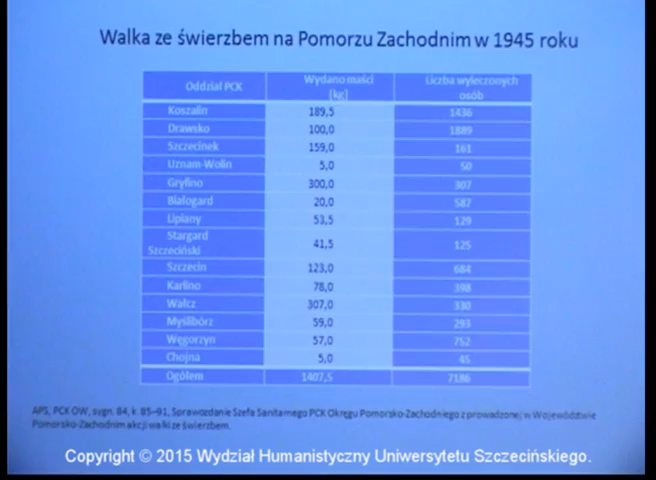 Walka ze świerzbem na Pomorzu Zachodnim w 1945 roku
Oddział PCK Wydano maści [kg] Liczba wyleczonych osób
Koszalin 189,5 1436
Drawsko 100,0 1889
Szczecinek 159,0 161
Uznam-Wolin 5,0 50
Gryfino 300,0 307
Białogard 20,0 587
Lipiany 53,5 129
Stargard Szczeciński 41,5 125
Szczecin 123,0 684
Karlino 78,0 398
Wałcz 307,0 330
Myślibórz 59,0 293
Węgorzyn 57,0 752
Chojna 5,0 45
Ogółem 1407,5 7186
APS, PCK OW, sygn. 84, k. 85–91, Sprawozdanie Szefa Sanitarnego PCK Okręgu Pomorsko-Zachodniego z prowadzonej w Województwie
Pomorsko-Zachodnim akcji walki ze świerzbem.
Copyright © 2015 Wydział Humanistyczny Uniwersytetu Szczecińskiego.